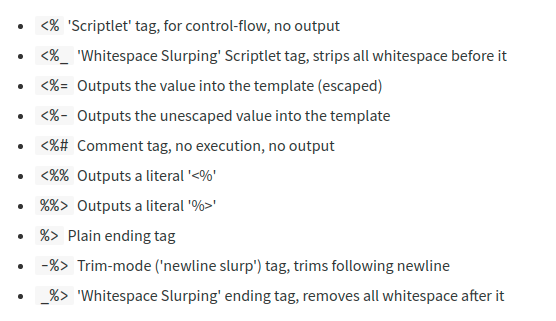 <% 'Scriptlet' tag, for control-flow, no output
<%_ 'Whitespace Slurping' Scriptlet tag, strips all whitespace before it
<%= Outputs the value into the template (escaped)
<%- Outputs the unescaped value into the template
<%# Comment tag, no execution, no output
<%% Outputs a literal '<%'
%%> Outputs a literal '%>'
%> Plain ending tag
-%> Trim-mode ('newline slurp') tag, trims following newline
_%> 'Whitespace Slurping' ending tag, removes all whitespace after it